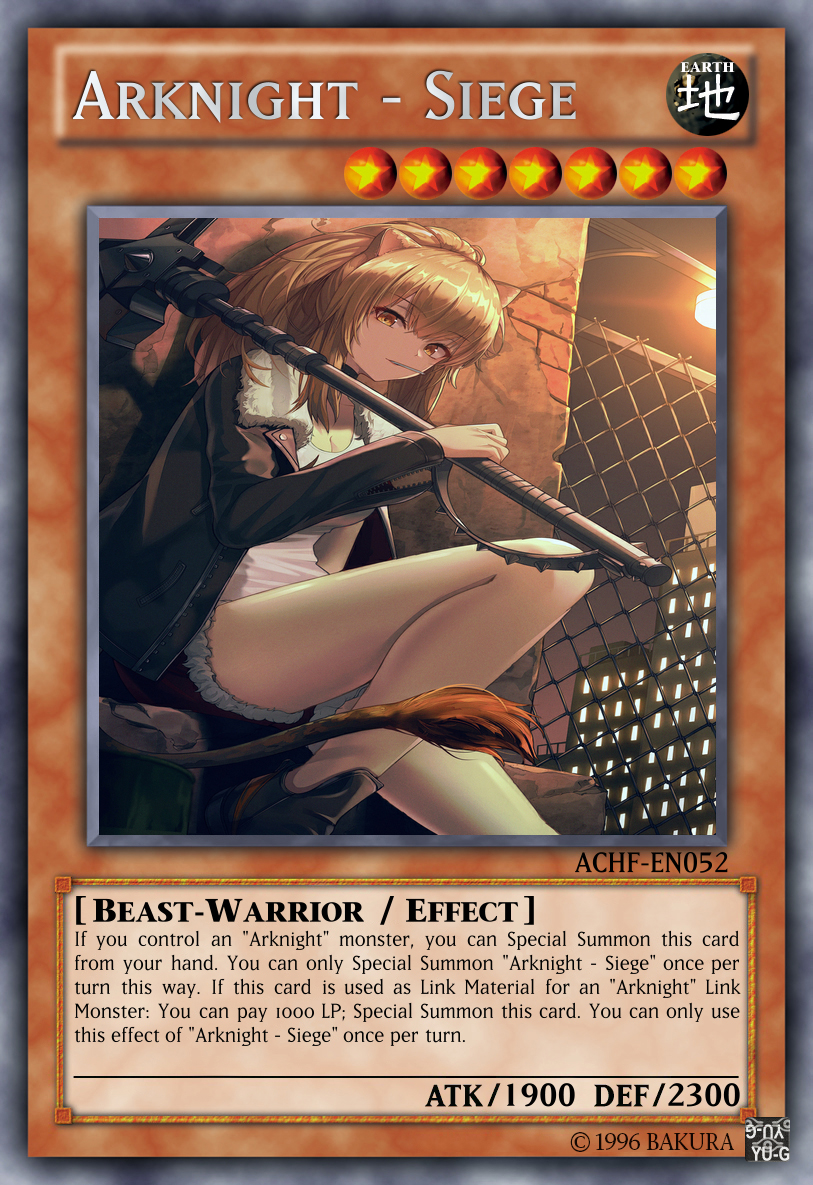 Arknight - Siege
EARTH
地
ACHF-EN052
[ Beast-Warrior / Effect ]
If you control an "Arknight" monster, you can Special Summon this card
from your hand. You can only Special Summon "Arknight - Siege" once per
turn this way. If this card is used as Link Material for an "Arknight" Link
Monster: You can pay 1000 LP; Special Summon this card. You can only use
this effect of "Arknight - Siege" once per turn.
ATK/1900 DEF/2300
© 1996 BAKURA
YU-G
YU-G